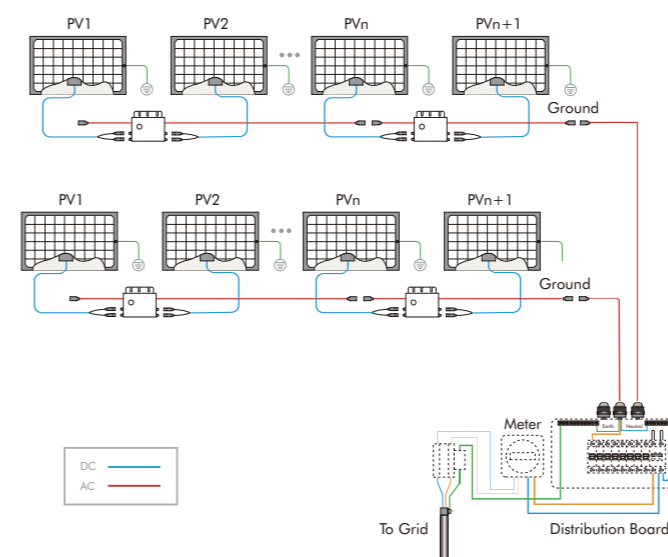 PV1 PV2 PVn PVn+1
Ground
PV1 PV2 PVn PVn+1
Ground
Earth Neutral
Meter
DC
AC
To Grid
Distribution Board